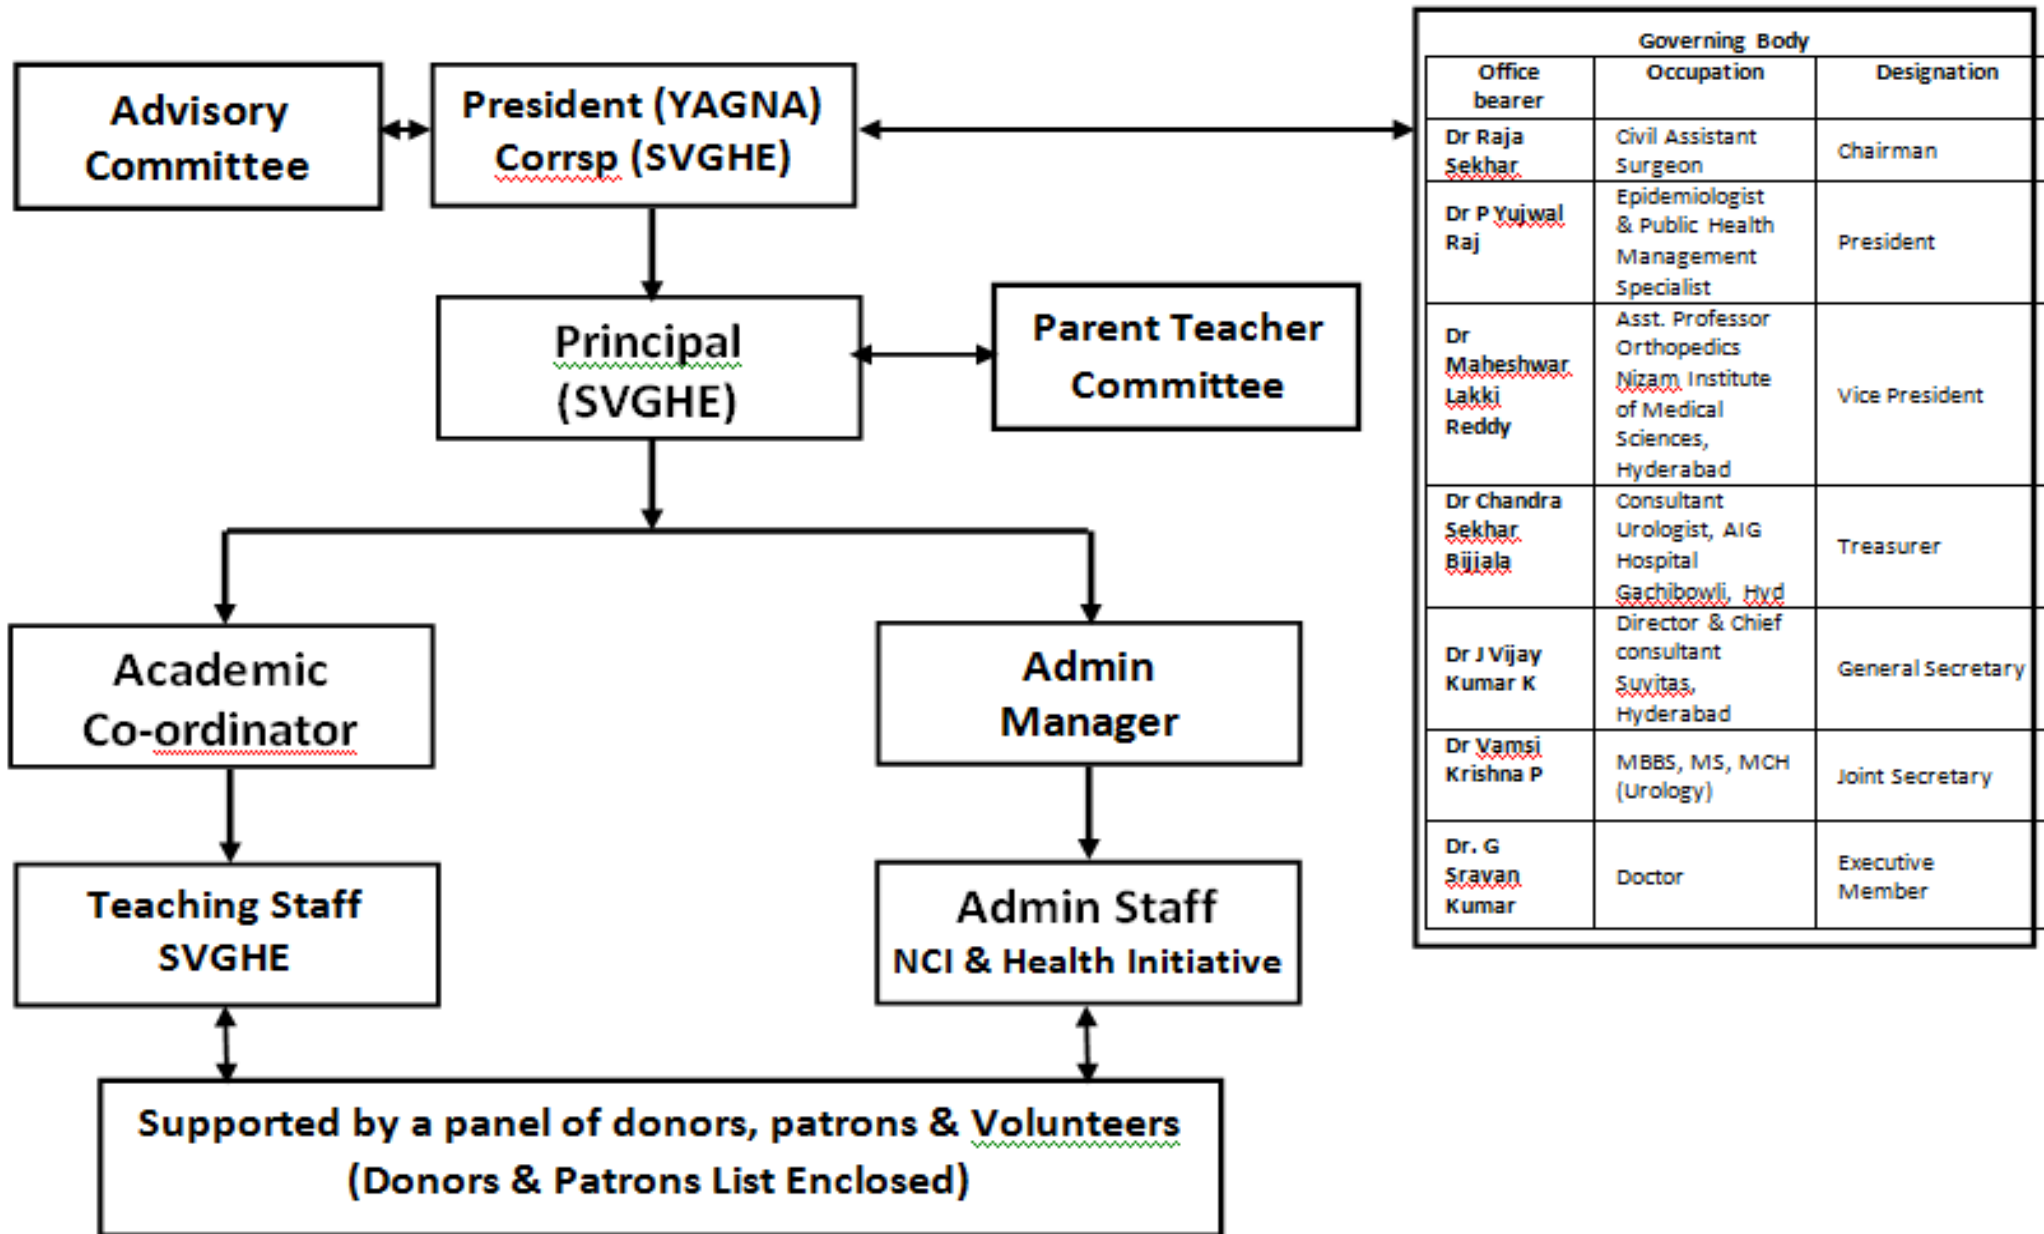 Advisory
Committee
President (YAGNA)
Corrsp (SVGHE)
Principal
(SVGHE)
Parent Teacher
Committee
Academic
Co-ordinator
Admin
Manager
Teaching Staff
SVGHE
Admin Staff
NCI & Health Initiative
Supported by a panel of donors, patrons & Volunteers
(Donors & Patrons List Enclosed)
Governing Body
Office
bearer
Occupation
Designation
Dr Raja
Sekhar
Civil Assistant
Surgeon
Chairman
Dr P Yujwal
Raj
Epidemiologist
& Public Health
Management
Specialist
President
Dr
Maheshwar
Lakki
Reddy
Asst. Professor
Orthopedics
Nizam Institute
of Medical
Sciences,
Hyderabad
Vice President
Dr Chandra
Sekhar
Bijjala
Consultant
Urologist, AIG
Hospital
Gachibowli, Hyd
Treasurer
Dr J Vijay
Kumar K
Director & Chief
consultant
Suvitas,
Hyderabad
General Secretary
Dr Vamsi
Krishna P
MBBS, MS, MCH
(Urology)
Joint Secretary
Dr. G
Sravan
Kumar
Doctor
Executive
Member